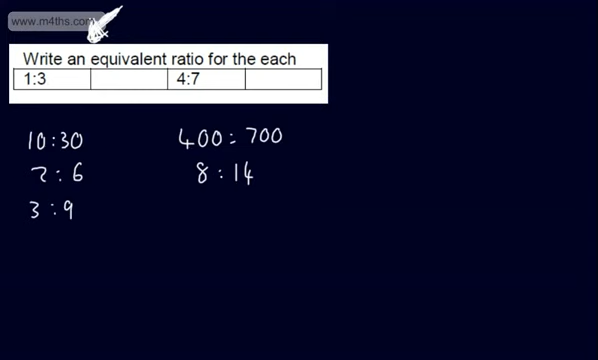 www.m4ths.com
Write an equivalent ratio for the each
1:3 4:7
10:30 400:700
2:6 8:14
3:9